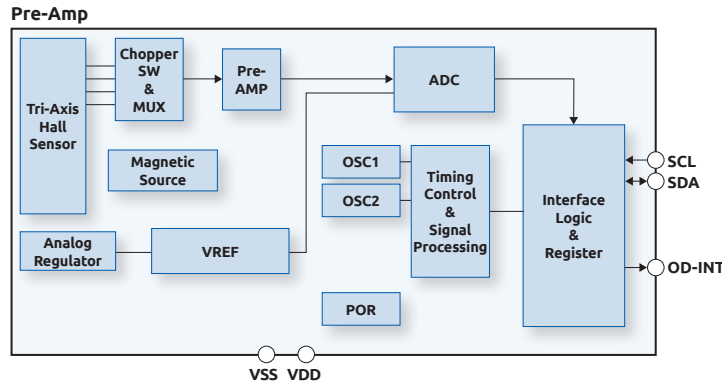 Pre-Amp
Tri-Axis
Hall
Sensor
Chopper
SW
&
MUX
Pre-
AMP
ADC
Magnetic
Source
OSC1
OSC2
Timing
Control
&
Signal
Processing
Interface
Logic
&
Register
SCL
SDA
OD-INT
Analog
Regulator
VREF
POR
VSS VDD